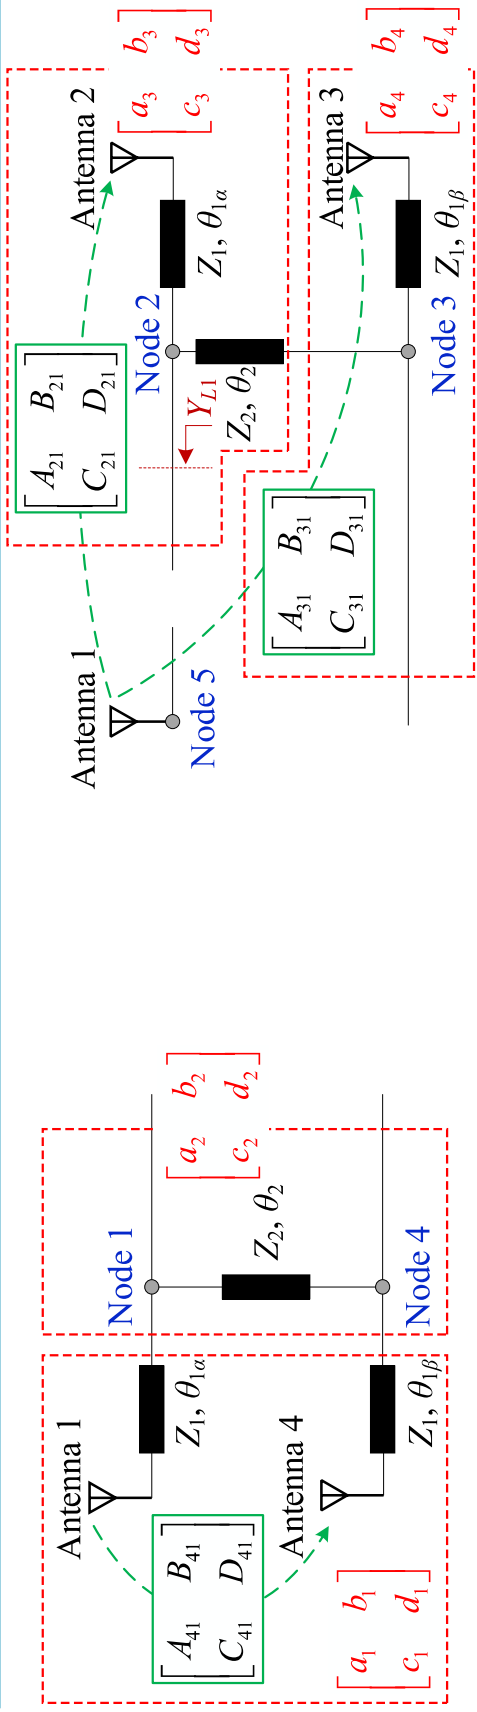 Antenna 1
[A₄₁ B₄₁
C₄₁ D₄₁]
Antenna 4
[a₁ b₁
c₁ d₁]
Z₁, θ₁α
Z₁, θ₁β
Node 1
Node 4
Z₂, θ₂
[a₂ b₂
c₂ d₂]
Antenna 1
Node 5
[A₂₁ B₂₁
C₂₁ D₂₁]
[A₃₁ B₃₁
C₃₁ D₃₁]
Y_L1
Z₂, θ₂
Node 2
Node 3
Z₁, θ₁α
Z₁, θ₁β
Antenna 2
Antenna 3
[a₃ b₃
c₃ d₃]
[a₄ b₄
c₄ d₄]